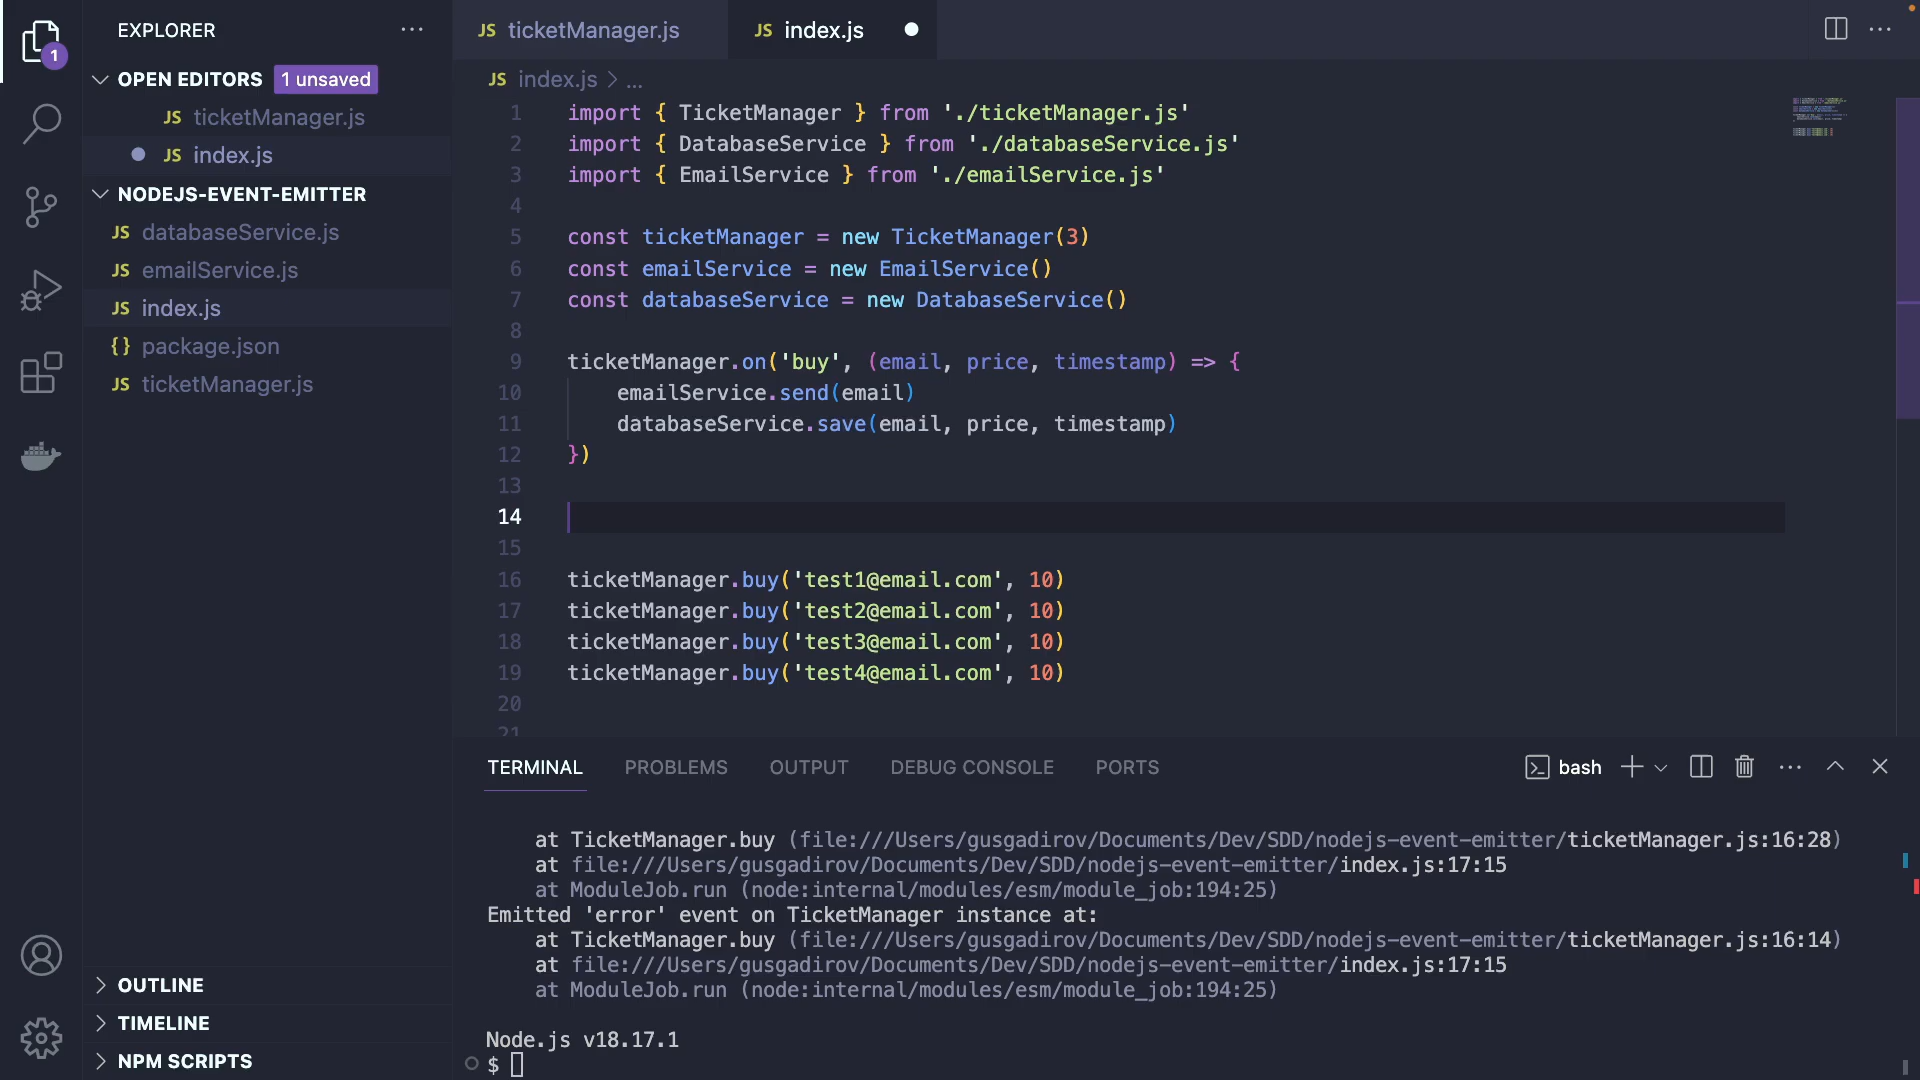 EXPLORER
OPEN EDITORS 1 unsaved
JS ticketManager.js
JS index.js
NODEJS-EVENT-EMITTER
JS databaseService.js
JS emailService.js
JS index.js
{} package.json
JS ticketManager.js
OUTLINE
TIMELINE
NPM SCRIPTS
1
JS ticketManager.js
JS index.js
JS index.js > ...
1 import { TicketManager } from './ticketManager.js'
2 import { DatabaseService } from './databaseService.js'
3 import { EmailService } from './emailService.js'
4
5 const ticketManager = new TicketManager(3)
6 const emailService = new EmailService()
7 const databaseService = new DatabaseService()
8
9 ticketManager.on('buy', (email, price, timestamp) => {
10 emailService.send(email)
11 databaseService.save(email, price, timestamp)
12 })
13
14
15
16 ticketManager.buy('test1@email.com', 10)
17 ticketManager.buy('test2@email.com', 10)
18 ticketManager.buy('test3@email.com', 10)
19 ticketManager.buy('test4@email.com', 10)
20
21
TERMINAL PROBLEMS OUTPUT DEBUG CONSOLE PORTS
bash
at TicketManager.buy (file:///Users/gusgadirov/Documents/Dev/SDD/nodejs-event-emitter/ticketManager.js:16:28)
at file:///Users/gusgadirov/Documents/Dev/SDD/nodejs-event-emitter/index.js:17:15
at ModuleJob.run (node:internal/modules/esm/module_job:194:25)
Emitted 'error' event on TicketManager instance at:
at TicketManager.buy (file:///Users/gusgadirov/Documents/Dev/SDD/nodejs-event-emitter/ticketManager.js:16:14)
at file:///Users/gusgadirov/Documents/Dev/SDD/nodejs-event-emitter/index.js:17:15
at ModuleJob.run (node:internal/modules/esm/module_job:194:25)
Node.js v18.17.1
$